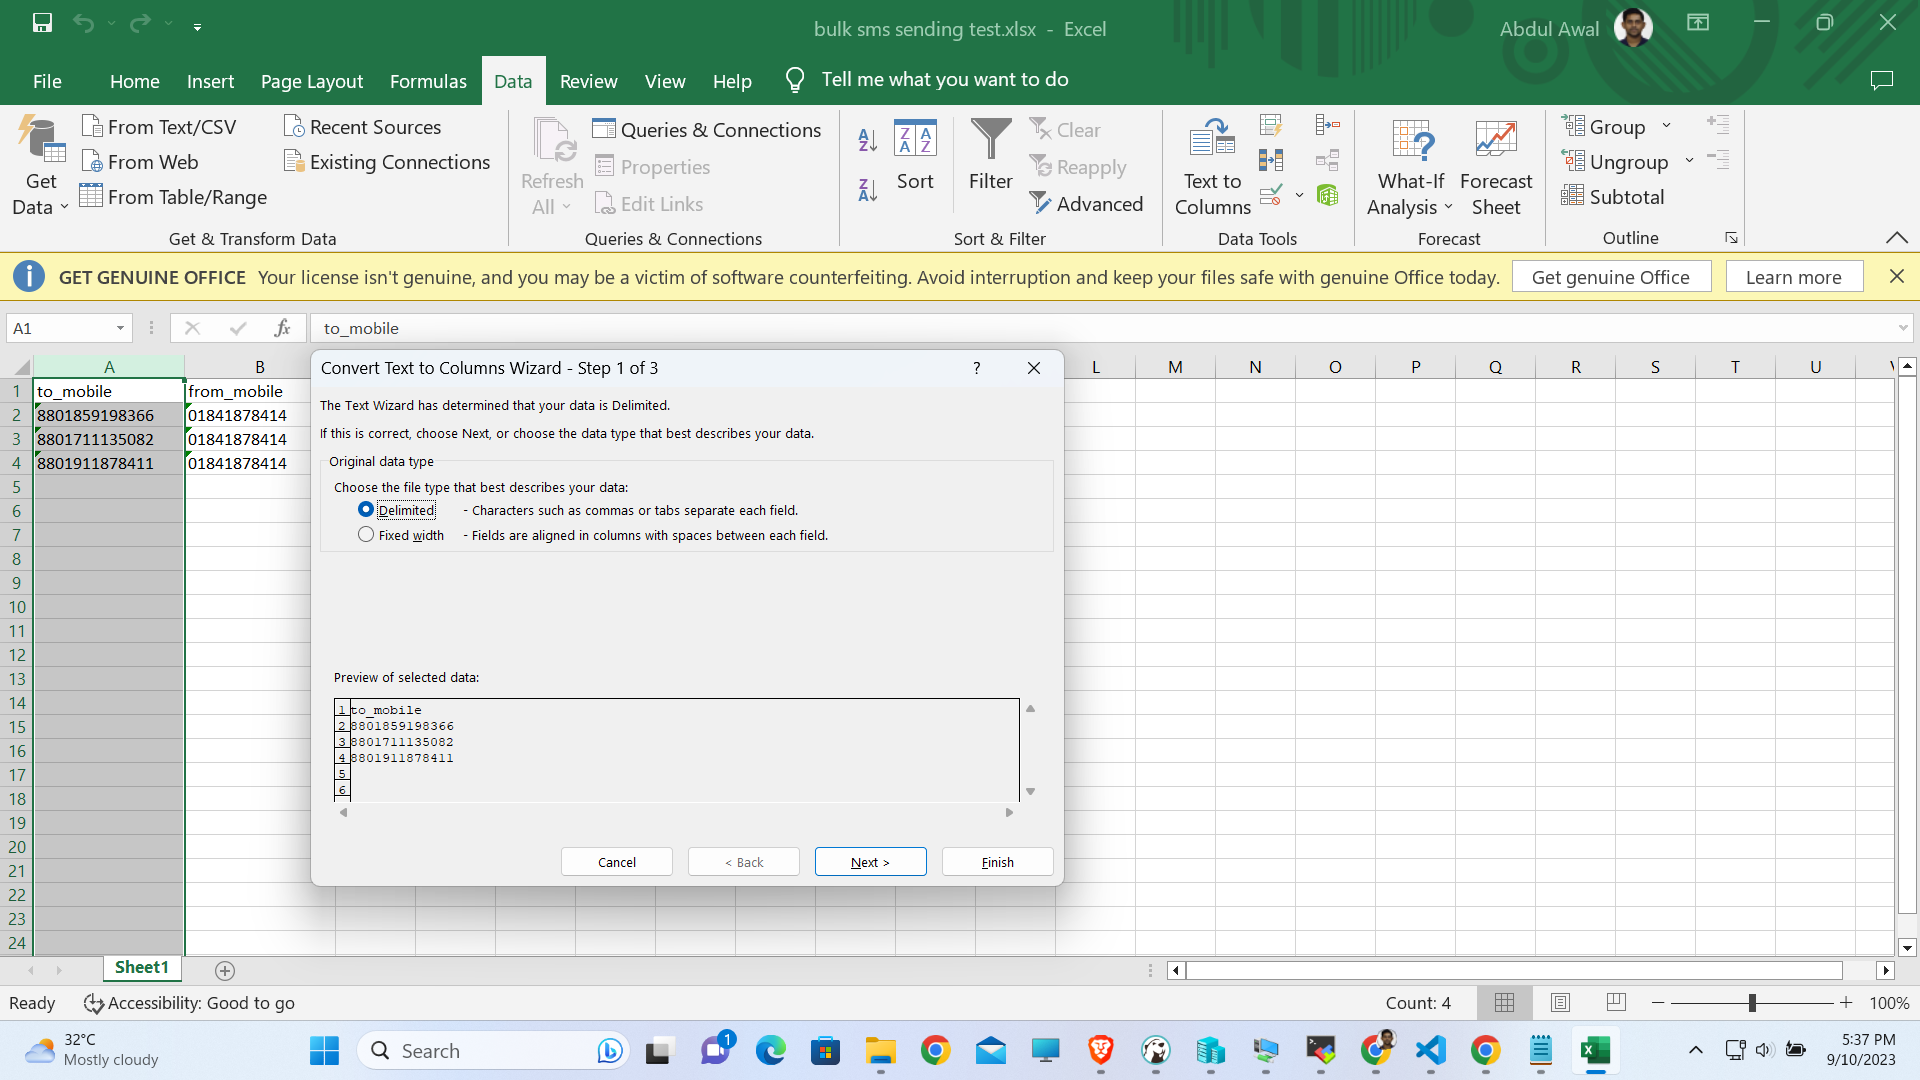 bulk sms sending test.xlsx - Excel
Abdul Awal
File Home Insert Page Layout Formulas Data Review View Help Tell me what you want to do
Get Data
From Text/CSV
From Web
From Table/Range
Recent Sources
Existing Connections
Get & Transform Data
Refresh All
Queries & Connections
Properties
Edit Links
Queries & Connections
Sort
Filter
Clear
Reapply
Advanced
Sort & Filter
Text to Columns
Data Tools
What-If Analysis
Forecast Sheet
Forecast
Group
Ungroup
Subtotal
Outline
GET GENUINE OFFICE Your license isn't genuine, and you may be a victim of software counterfeiting. Avoid interruption and keep your files safe with genuine Office today. Get genuine Office Learn more
A1 fx to_mobile
A B L M N O P Q R S T U
1 to_mobile from_mobile
2 8801859198366 01841878414
3 8801711135082 01841878414
4 8801911878411 01841878414
5
6
7
8
9
10
11
12
13
14
15
16
17
18
19
20
21
22
23
24
Convert Text to Columns Wizard - Step 1 of 3 ?
The Text Wizard has determined that your data is Delimited.
If this is correct, choose Next, or choose the data type that best describes your data.
Original data type
Choose the file type that best describes your data:
Delimited - Characters such as commas or tabs separate each field.
Fixed width - Fields are aligned in columns with spaces between each field.
Preview of selected data:
1 to_mobile
2 8801859198366
3 8801711135082
4 8801911878411
5
6
Cancel < Back Next > Finish
Sheet1
Ready Accessibility: Good to go Count: 4 100%
32°C
Mostly cloudy
Search
1
5:37 PM
9/10/2023